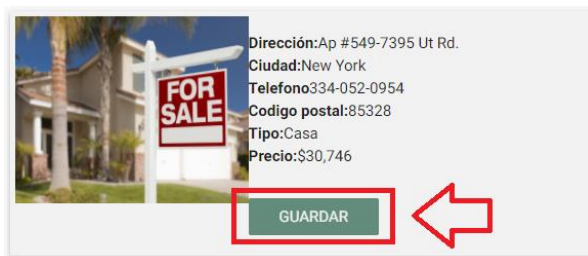 FOR
SALE
Dirección:Ap #549-7395 Ut Rd.
Ciudad:New York
Telefono334-052-0954
Codigo postal:85328
Tipo:Casa
Precio:$30,746
GUARDAR